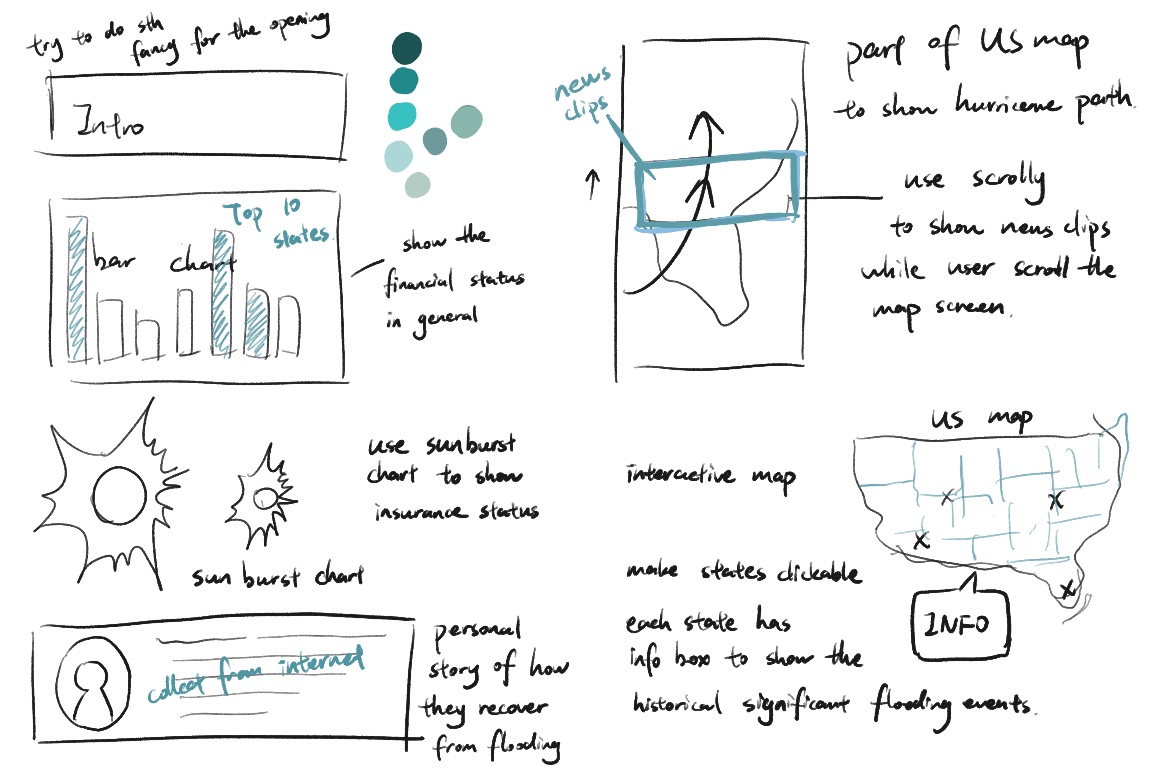 try to do sth
fancy for the opening
Intro
Top 10
states
bar chart
show the
financial status
in general
use sunburst
chart to show
insurance status
sun burst chart
collect from interned
personal
story of how
they recover
from flooding
news
clips
part of US map
to show hurricene path.
use scrolly
to show news clips
while user scroll the
map screen.
US map
interactive map
make states clickable
each state has
info box to show the
historical significant flooding events.
INFO